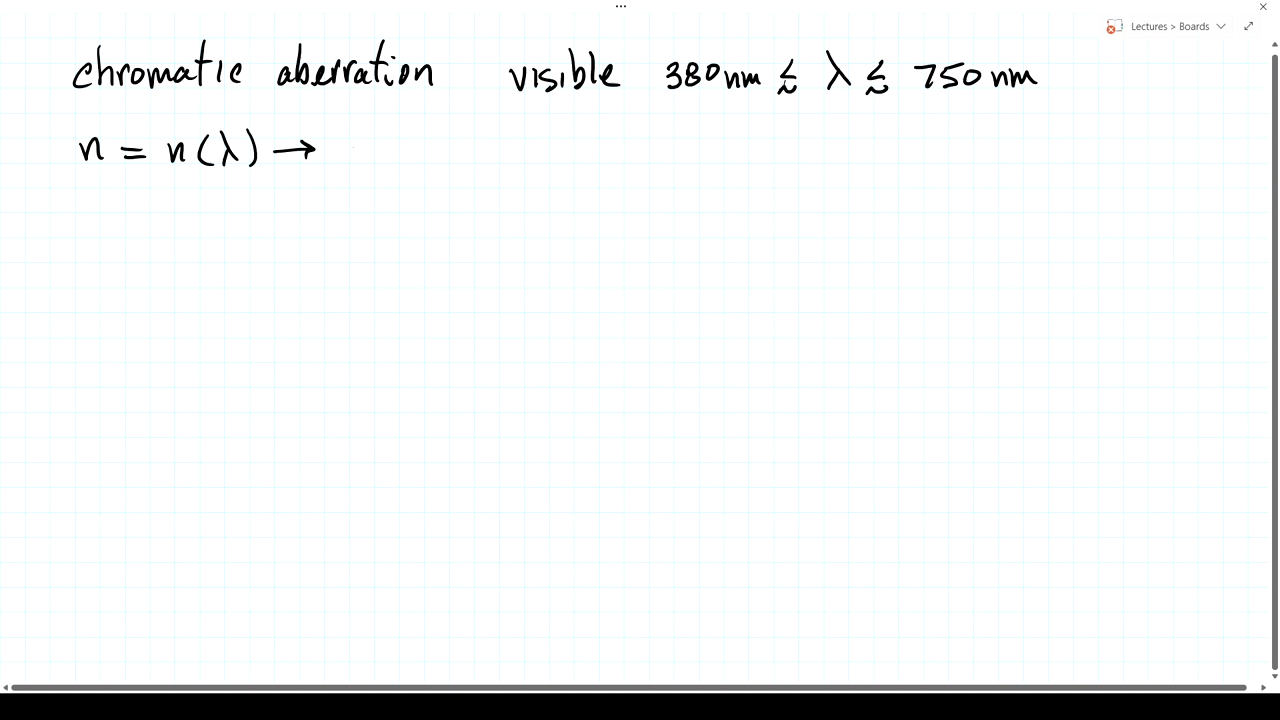 Lectures > Boards
chromatic aberration visible 380nm ≲ λ ≲ 750nm
n = n(λ) →